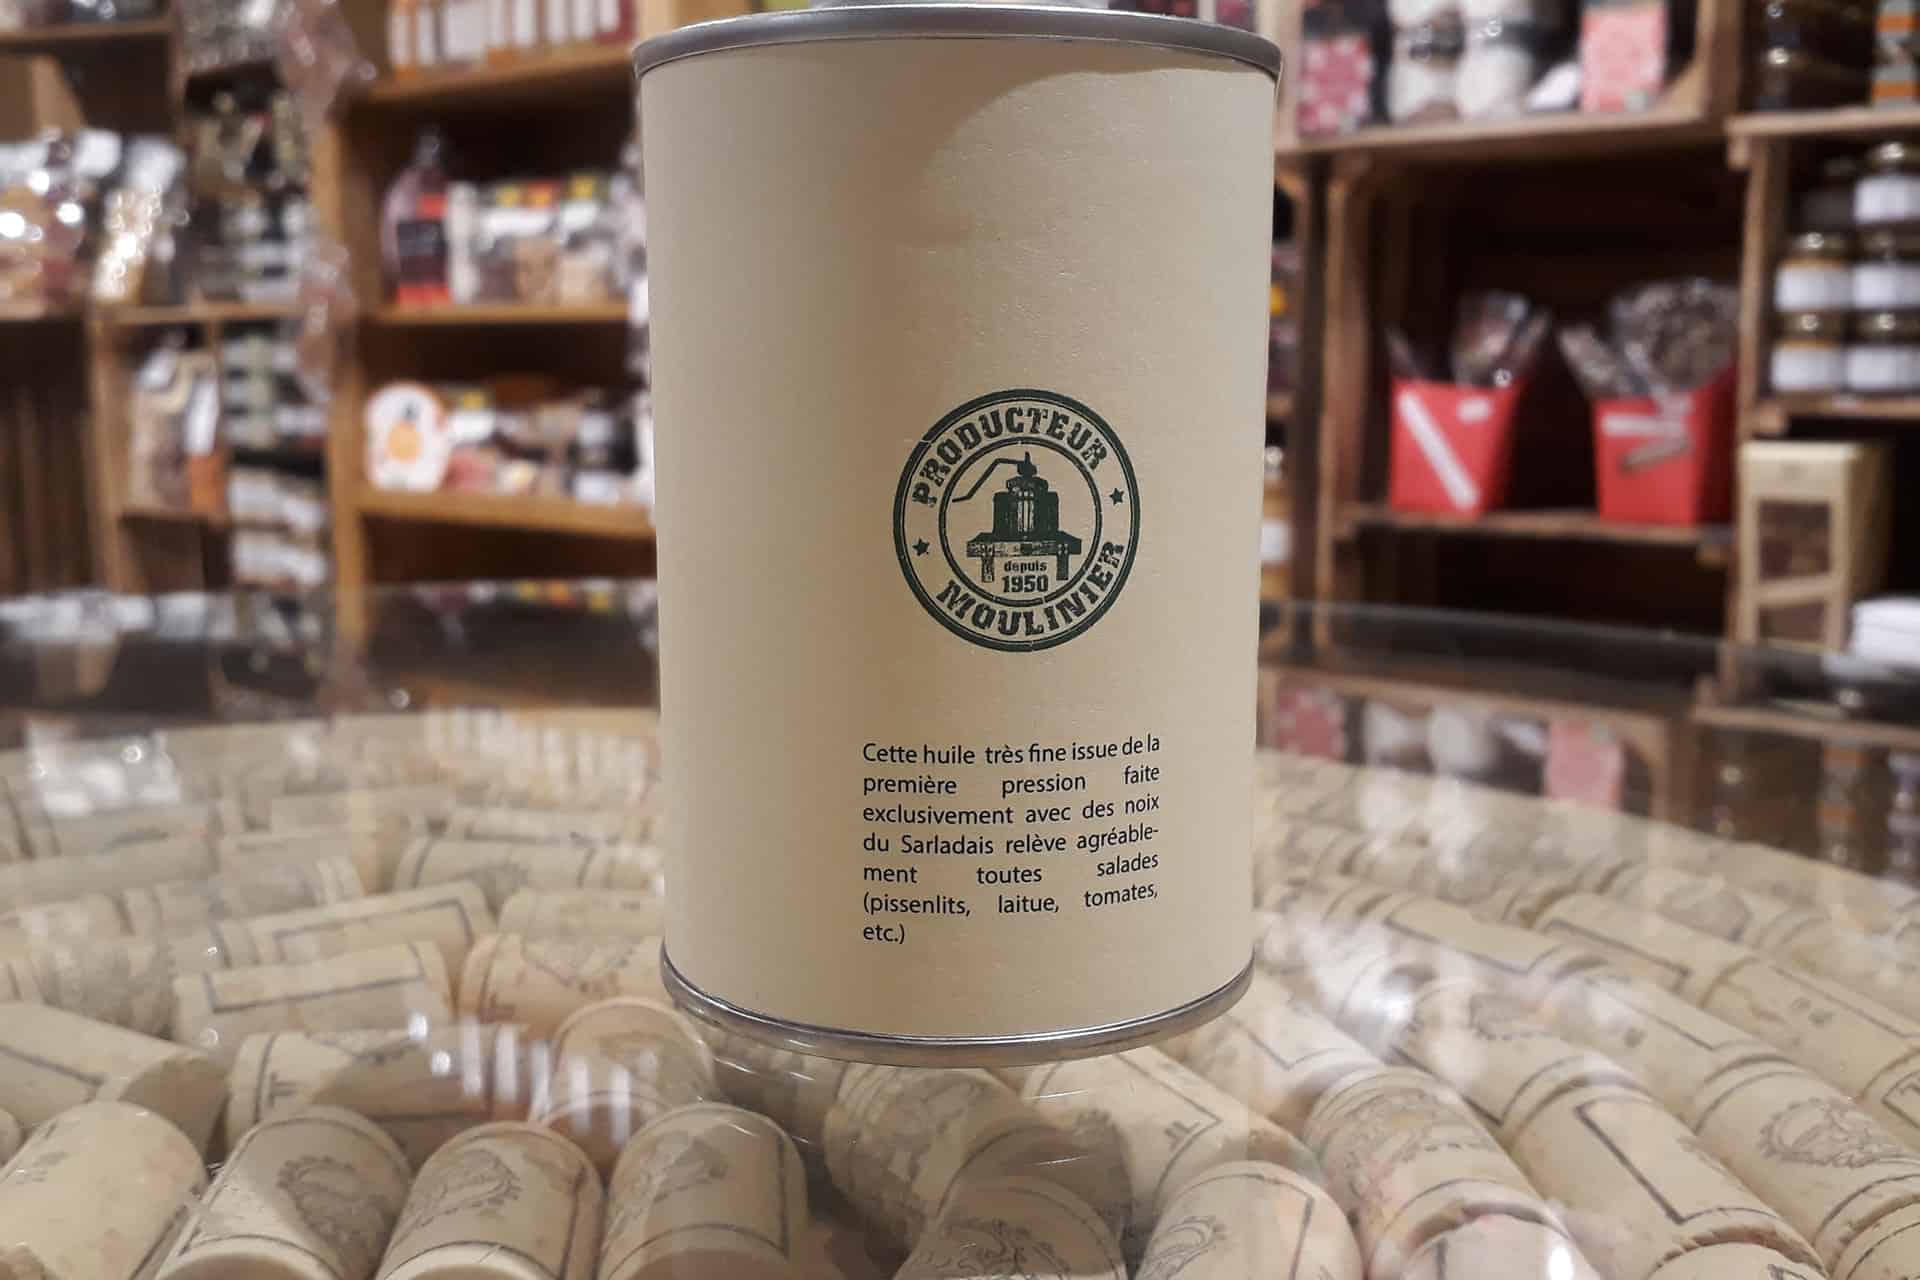 PRODUCTEUR
depuis
1950
MOULINIER
Cette huile très fine issue de la
première pression faite
exclusivement avec des noix
du Sarladais relève agréable-
ment toutes salades
(pissenlits, laitue, tomates,
etc.)